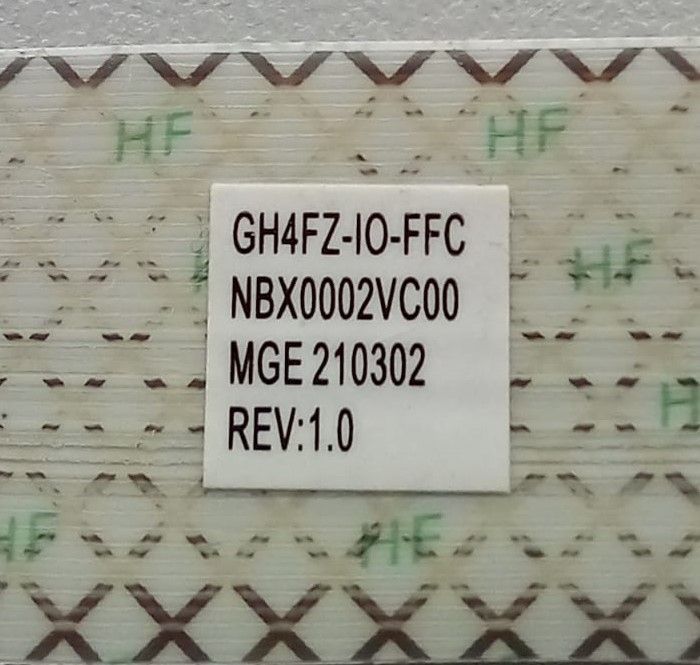 HF HF
GH4FZ-IO-FFC
NBX0002VC00
HF
MGE 210302
REV:1.0
HF HF